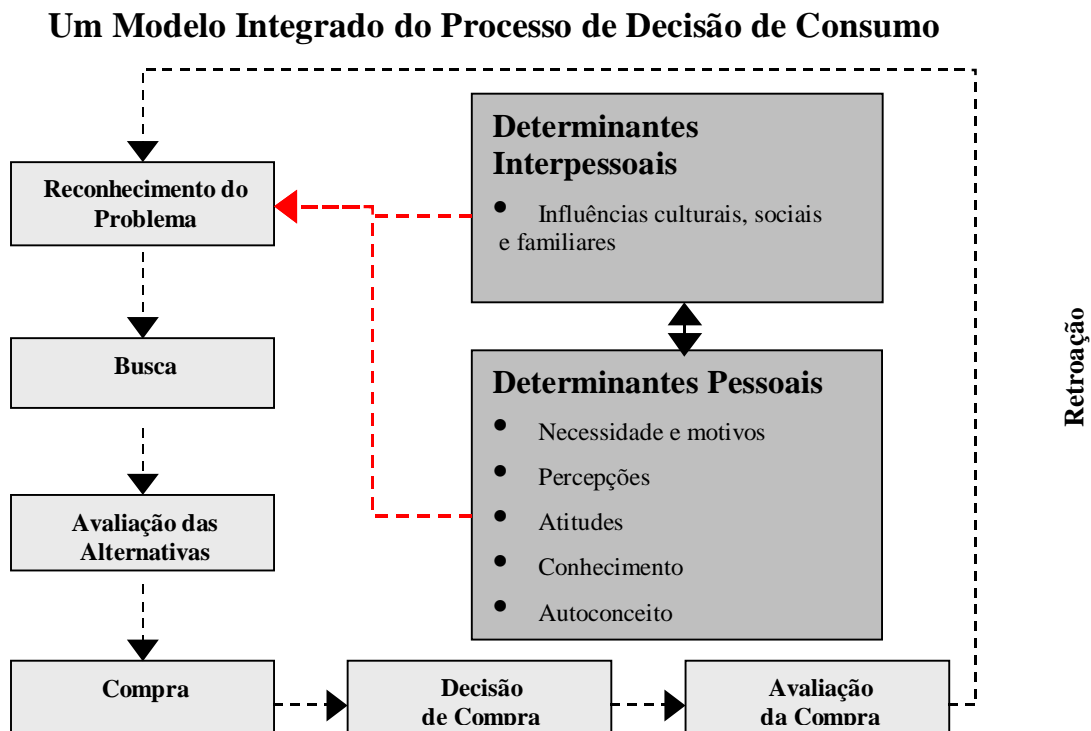 Um Modelo Integrado do Processo de Decisão de Consumo
Determinantes
Interpessoais
• Influências culturais, sociais
e familiares
Reconhecimento do
Problema
Busca
Determinantes Pessoais
• Necessidade e motivos
• Percepções
• Atitudes
• Conhecimento
• Autoconceito
Avaliação das
Alternativas
Compra
Decisão
de Compra
Avaliação
da Compra
Retroação